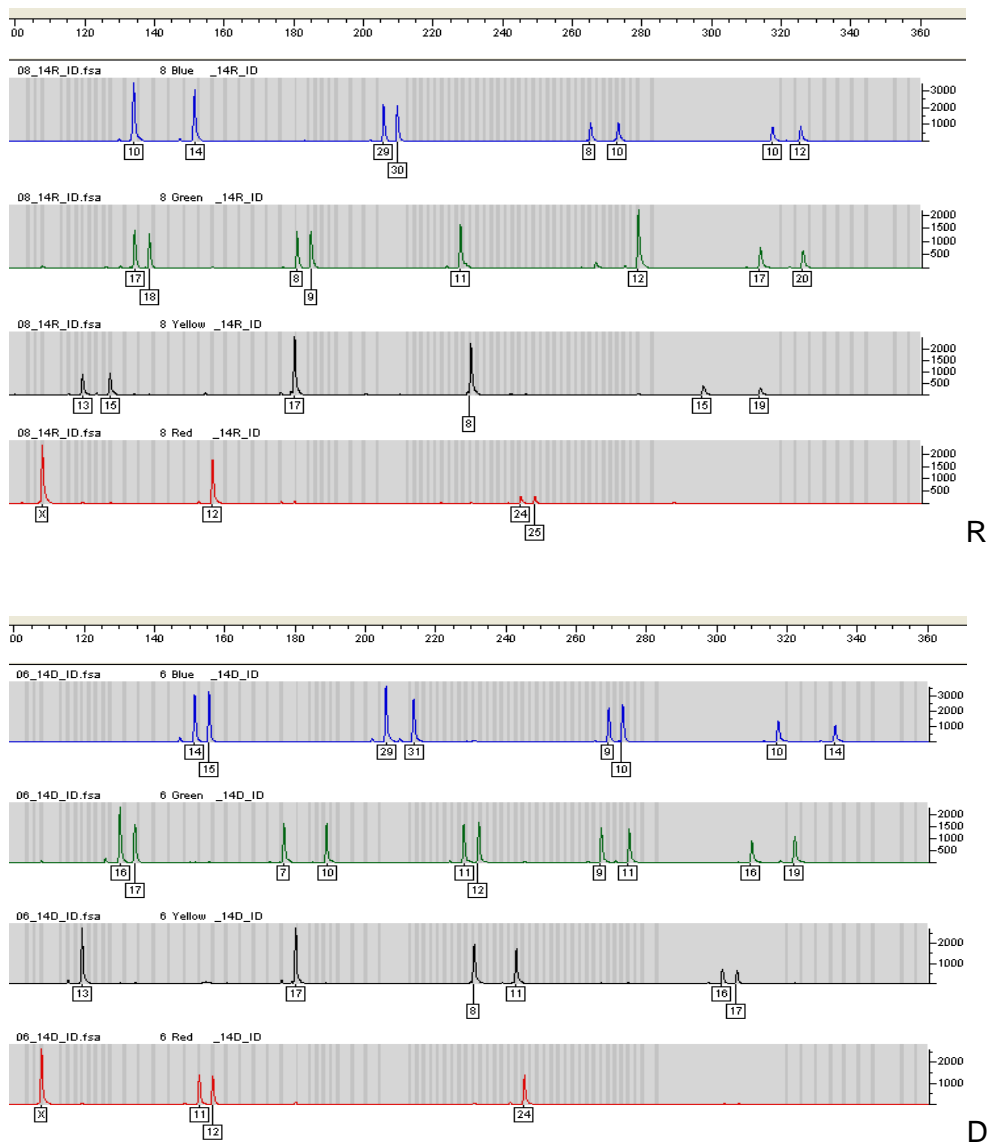 00 120 140 160 180 200 220 240 260 280 300 320 340 360
08_14R_ID.fsa 8 Blue _14R_ID
3000
2000
1000
10 14 29 8 10 10 12
30
08_14R_ID.fsa 8 Green _14R_ID
2000
1500
1000
500
17 8 11 12 17 20
18 9
08_14R_ID.fsa 8 Yellow _14R_ID
2000
1500
1000
500
13 15 17 15 19
8
08_14R_ID.fsa 8 Red _14R_ID
2000
1500
1000
500
X 12 24
25
R
00 120 140 160 180 200 220 240 260 280 300 320 340 360
06_14D_ID.fsa 6 Blue _14D_ID
3000
2000
1000
14 29 31 9 10 14
15 10
06_14D_ID.fsa 6 Green _14D_ID
2000
1500
1000
500
16 7 10 11 9 11 16 19
17 12
06_14D_ID.fsa 6 Yellow _14D_ID
2000
1000
13 17 11 16
8 17
06_14D_ID.fsa 6 Red _14D_ID
2000
1000
X 11 24
12
D